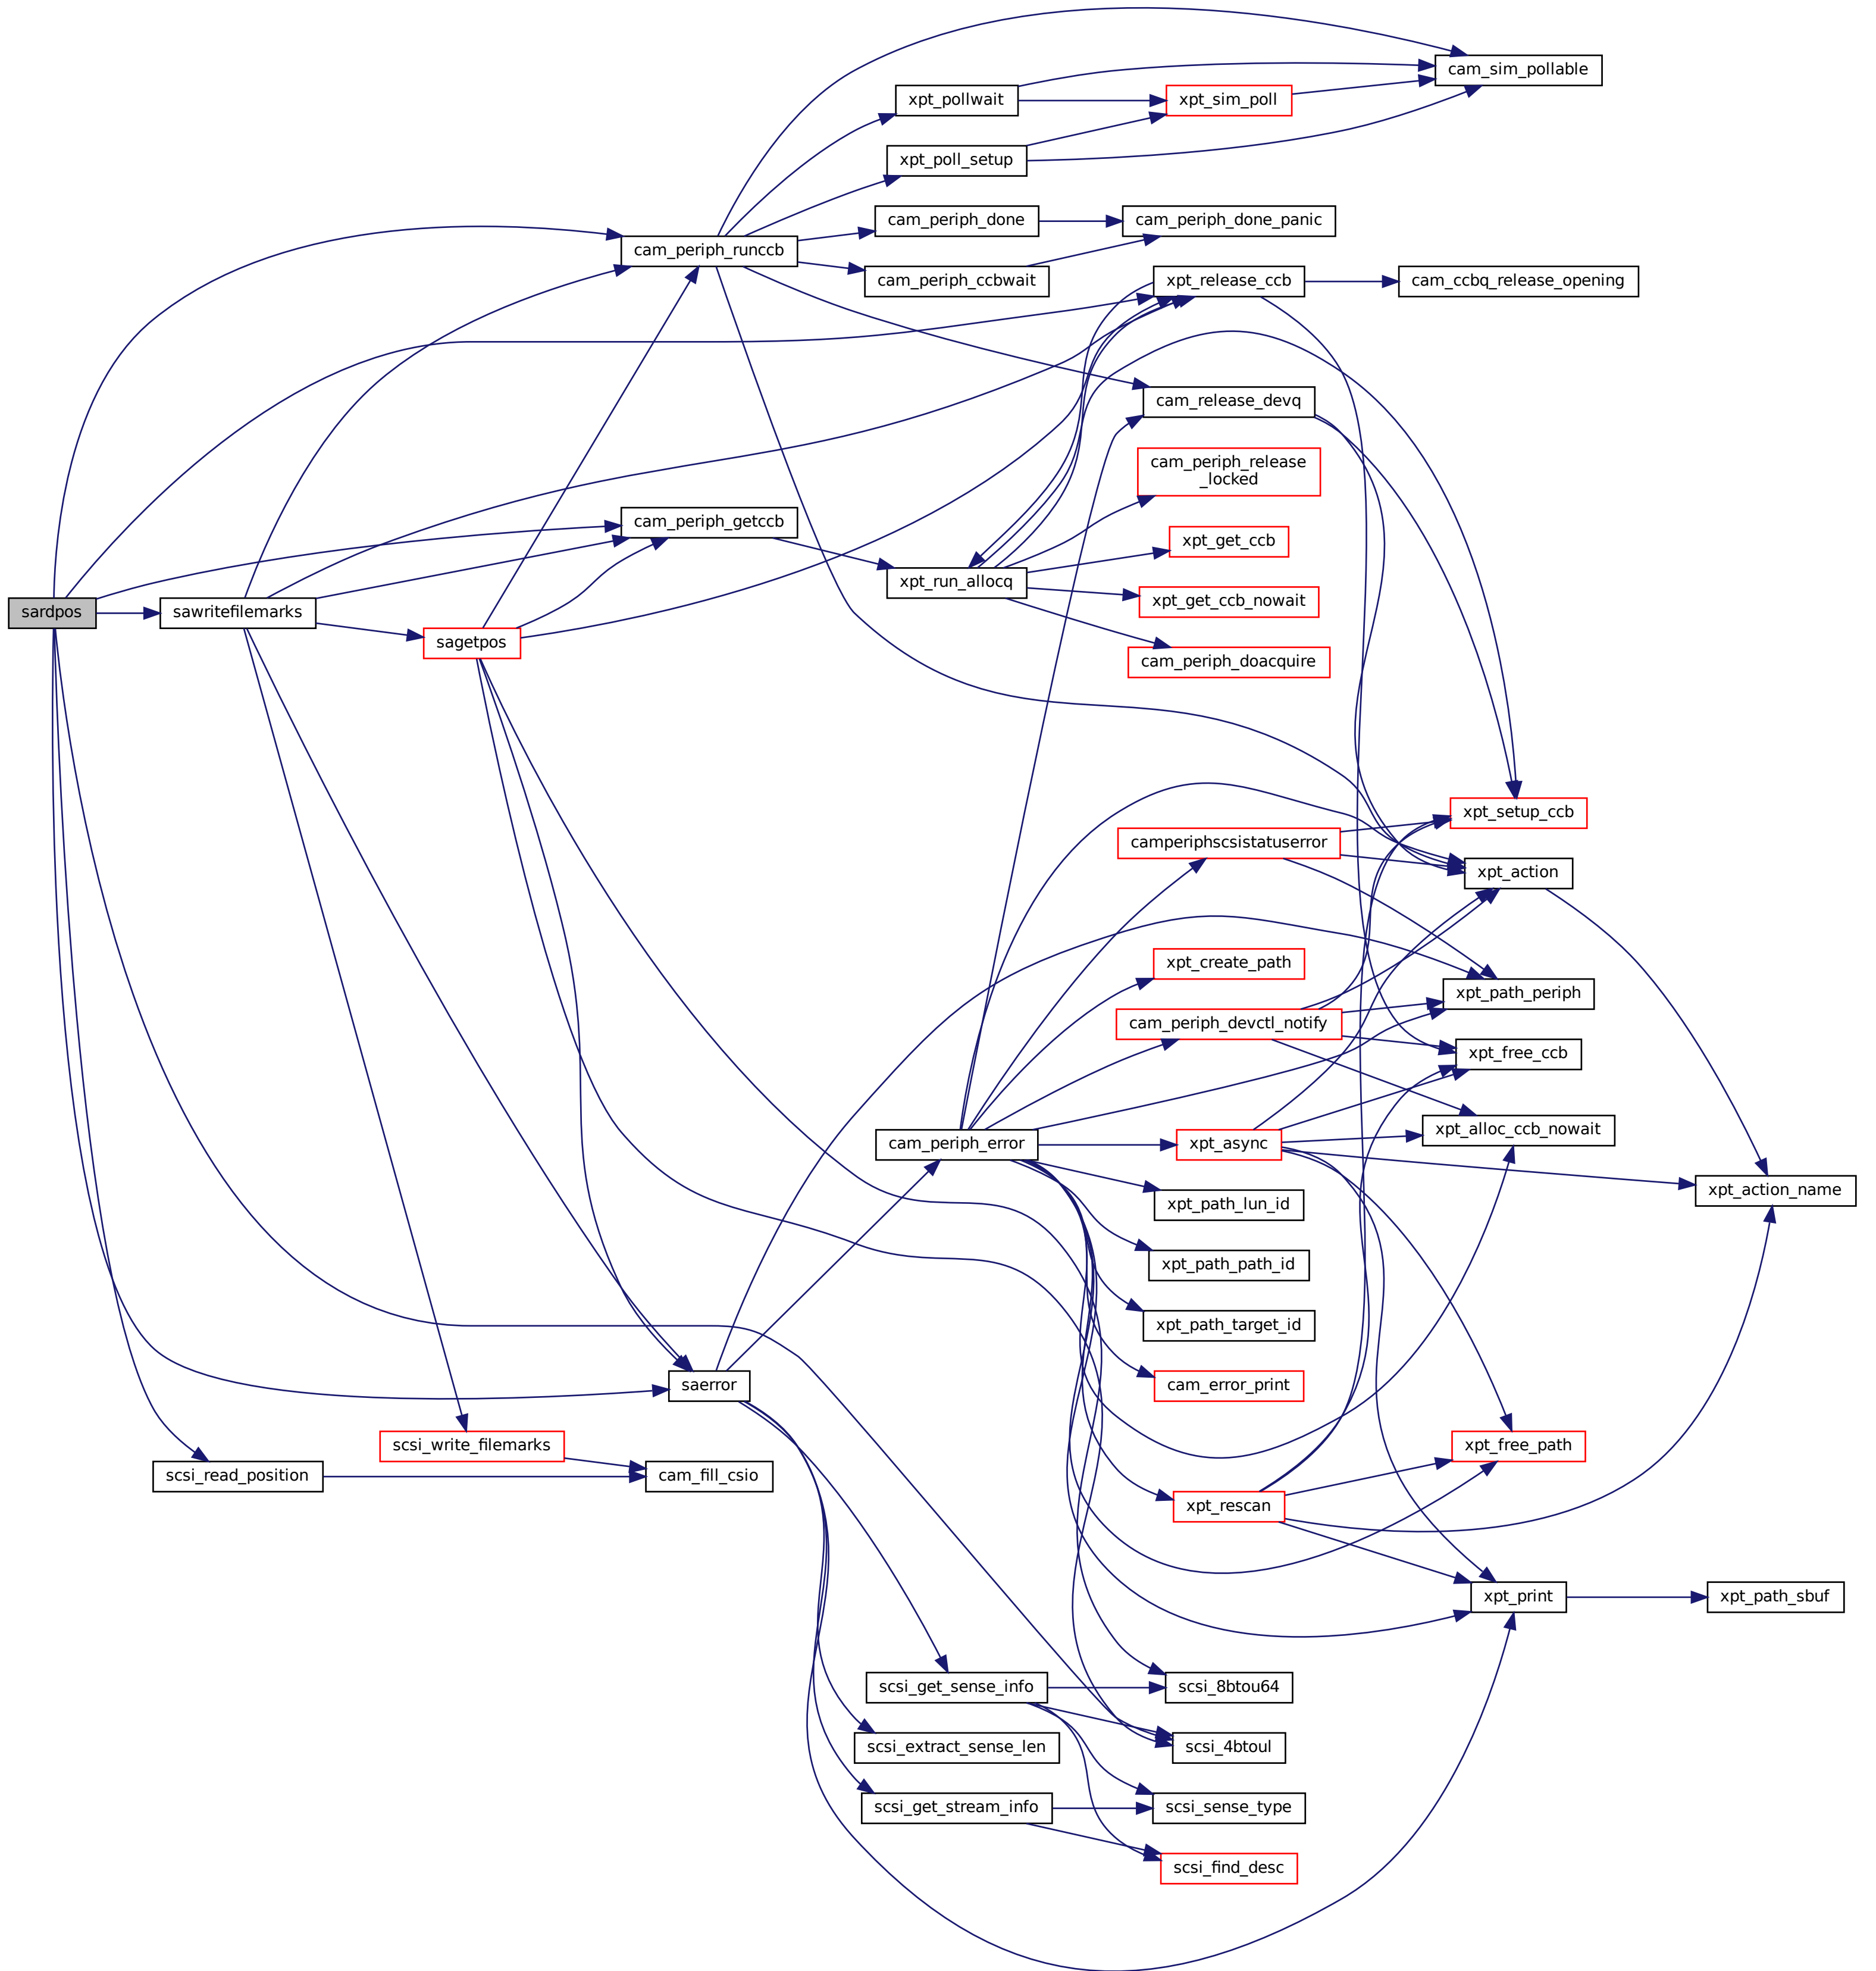 cam_sim_pollable
xpt_pollwait
xpt_sim_poll
xpt_poll_setup
cam_periph_done
cam_periph_done_panic
cam_periph_runccb
cam_periph_ccbwait
xpt_release_ccb
cam_ccbq_release_opening
cam_release_devq
cam_periph_release
_locked
cam_periph_getccb
xpt_get_ccb
xpt_run_allocq
xpt_get_ccb_nowait
sardpos
sawritefilemarks
sagetpos
cam_periph_doacquire
xpt_setup_ccb
camperiphscsistatuserror
xpt_action
xpt_create_path
xpt_path_periph
cam_periph_devctl_notify
xpt_free_ccb
xpt_alloc_ccb_nowait
cam_periph_error
xpt_async
xpt_action_name
xpt_path_lun_id
xpt_path_path_id
xpt_path_target_id
saerror
cam_error_print
scsi_write_filemarks
xpt_free_path
scsi_read_position
cam_fill_csio
xpt_rescan
xpt_print
xpt_path_sbuf
scsi_get_sense_info
scsi_8btou64
scsi_extract_sense_len
scsi_4btoul
scsi_get_stream_info
scsi_sense_type
scsi_find_desc